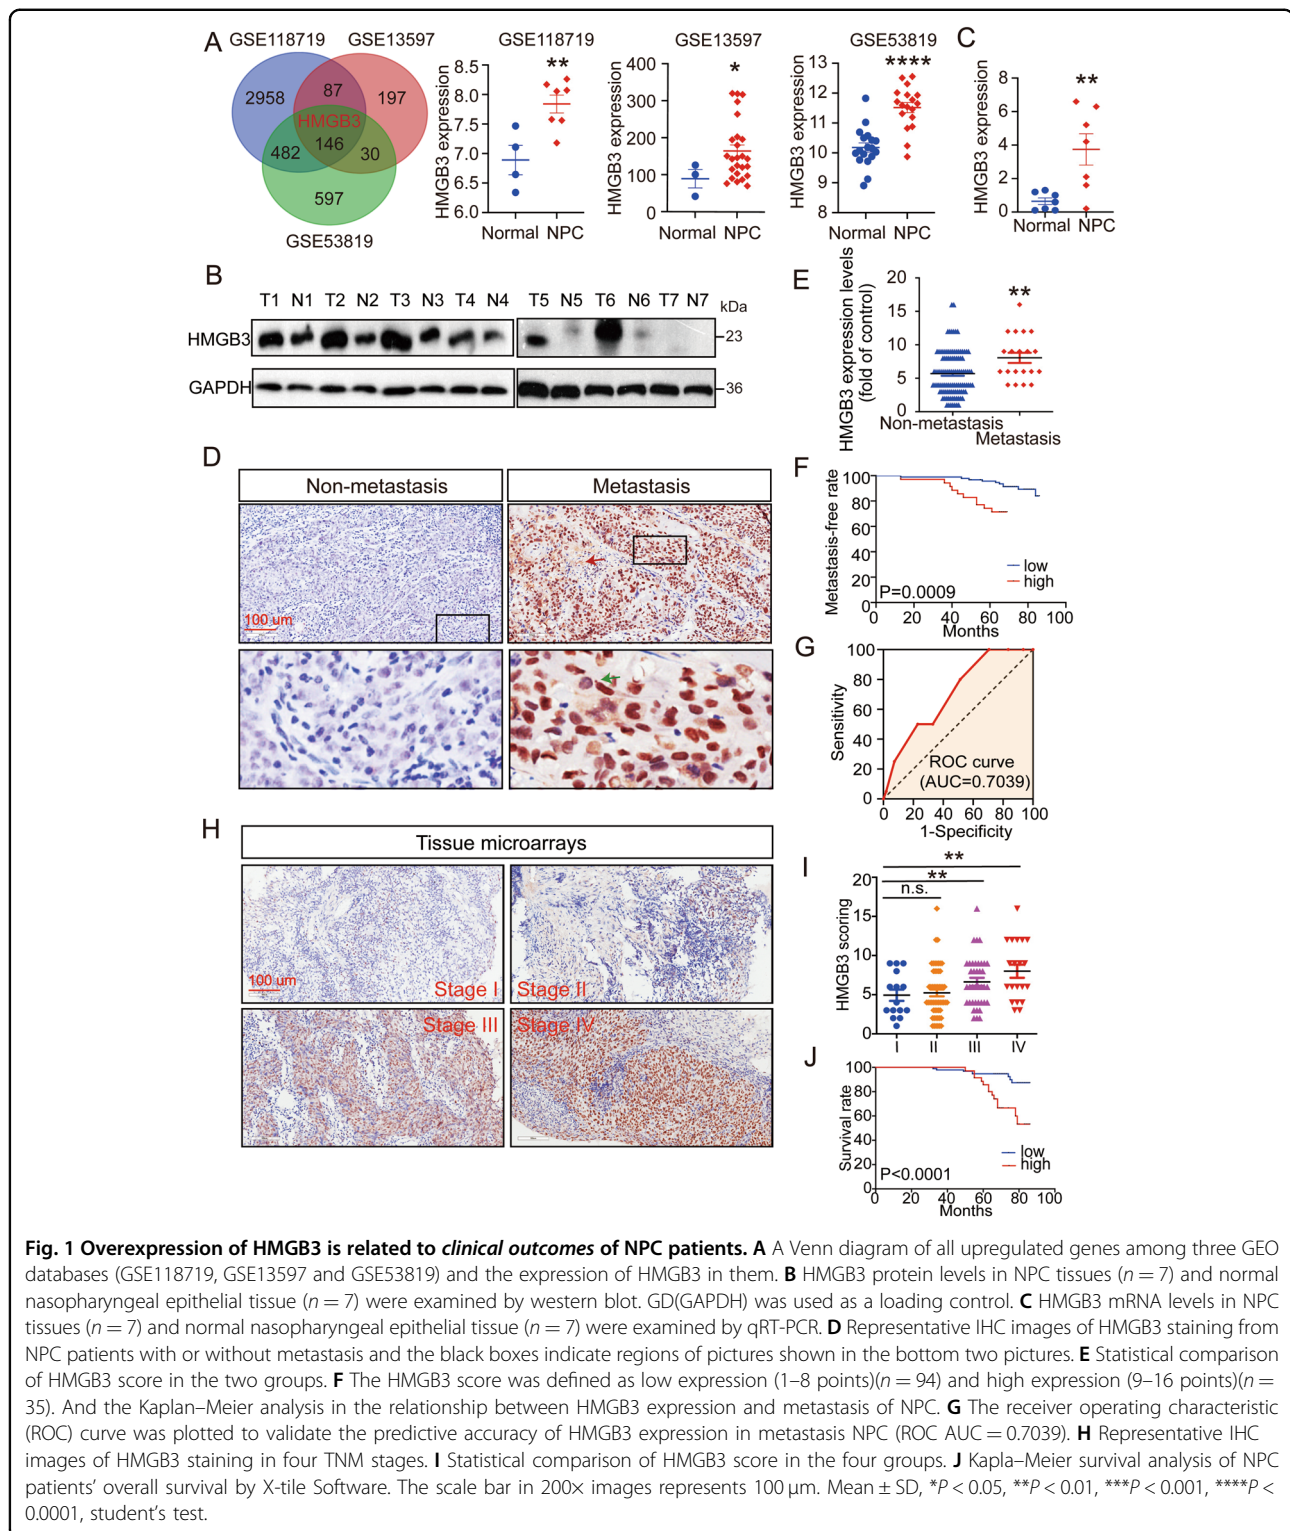 A
GSE118719
GSE13597
2958
87
197
HMGB3
146
482
30
597
GSE53819
GSE118719
**
HMGB3 expression
8.5
8.0
7.5
7.0
6.5
6.0
Normal NPC
GSE13597
*
HMGB3 expression
400
300
200
100
0
Normal NPC
GSE53819
****
HMGB3 expression
13
12
11
10
9
8
Normal NPC
C
**
HMGB3 expression
8
6
4
2
0
Normal NPC
B
T1 N1 T2 N2 T3 N3 T4 N4 T5 N5 T6 N6 T7 N7
kDa
HMGB3
23
GAPDH
36
E
**
HMGB3 expression levels
(fold of control)
20
15
10
5
0
Non-metastasis
Metastasis
D
Non-metastasis
Metastasis
100 um
F
Metastasis-free rate
100
80
60
40
20
0
low
high
P=0.0009
0 20 40 60 80 100
Months
G
Sensitivity
100
80
60
40
20
0
ROC curve
(AUC=0.7039)
0 20 40 60 80 100
1-Specificity
H
Tissue microarrays
100 um
Stage I
Stage II
Stage III
Stage IV
I
**
**
n.s.
HMGB3 scoring
20
15
10
5
0
I II III IV
J
Survival rate
100
80
60
40
20
0
low
high
P<0.0001
0 20 40 60 80 100
Months
Fig. 1 Overexpression of HMGB3 is related to clinical outcomes of NPC patients. A A Venn diagram of all upregulated genes among three GEO
databases (GSE118719, GSE13597 and GSE53819) and the expression of HMGB3 in them. B HMGB3 protein levels in NPC tissues (n = 7) and normal
nasopharyngeal epithelial tissue (n = 7) were examined by western blot. GD(GAPDH) was used as a loading control. C HMGB3 mRNA levels in NPC
tissues (n = 7) and normal nasopharyngeal epithelial tissue (n = 7) were examined by qRT-PCR. D Representative IHC images of HMGB3 staining from
NPC patients with or without metastasis and the black boxes indicate regions of pictures shown in the bottom two pictures. E Statistical comparison
of HMGB3 score in the two groups. F The HMGB3 score was defined as low expression (1–8 points)(n = 94) and high expression (9–16 points)(n =
35). And the Kaplan–Meier analysis in the relationship between HMGB3 expression and metastasis of NPC. G The receiver operating characteristic
(ROC) curve was plotted to validate the predictive accuracy of HMGB3 expression in metastasis NPC (ROC AUC = 0.7039). H Representative IHC
images of HMGB3 staining in four TNM stages. I Statistical comparison of HMGB3 score in the four groups. J Kapla–Meier survival analysis of NPC
patients' overall survival by X-tile Software. The scale bar in 200× images represents 100 μm. Mean ± SD, *P < 0.05, **P < 0.01, ***P < 0.001, ****P <
0.0001, student's test.